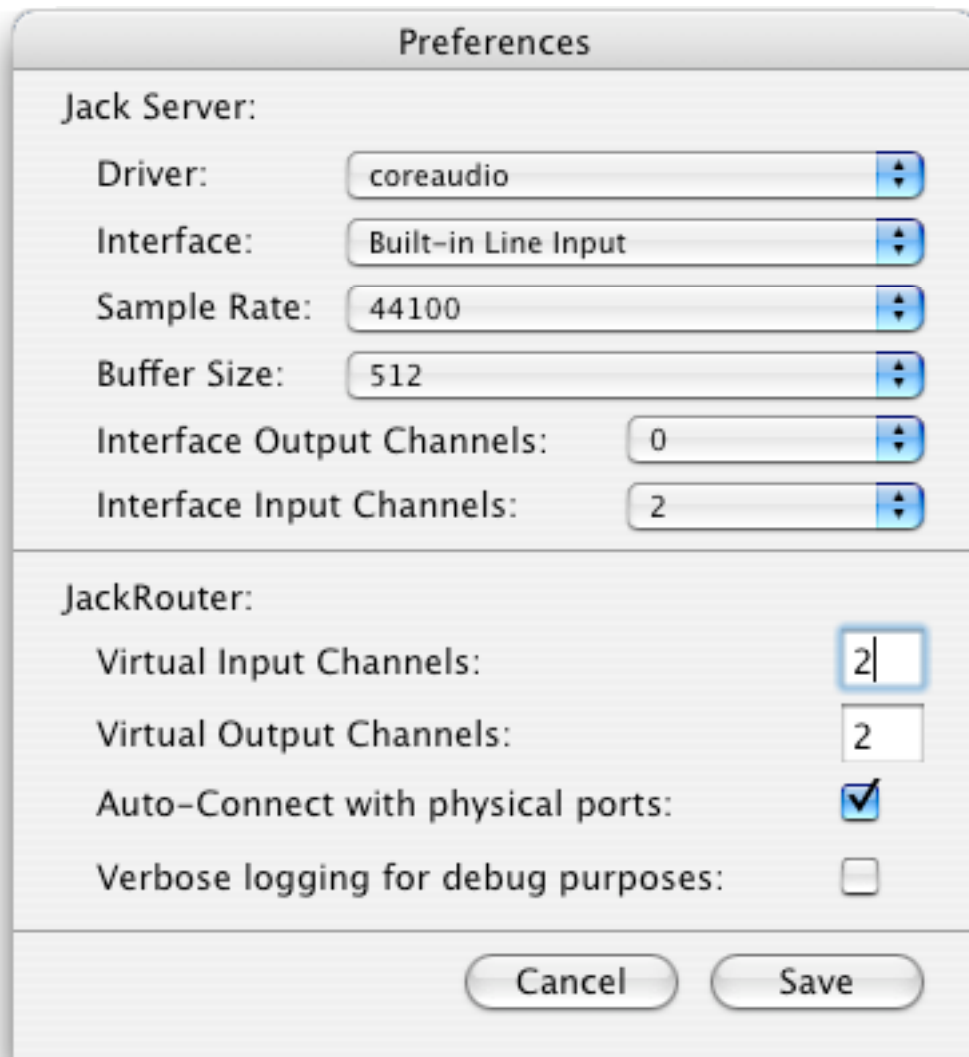 Preferences
Jack Server:
Driver: coreaudio
Interface: Built-in Line Input
Sample Rate: 44100
Buffer Size: 512
Interface Output Channels: 0
Interface Input Channels: 2
JackRouter:
Virtual Input Channels: 2
Virtual Output Channels: 2
Auto-Connect with physical ports:
Verbose logging for debug purposes:
Cancel Save